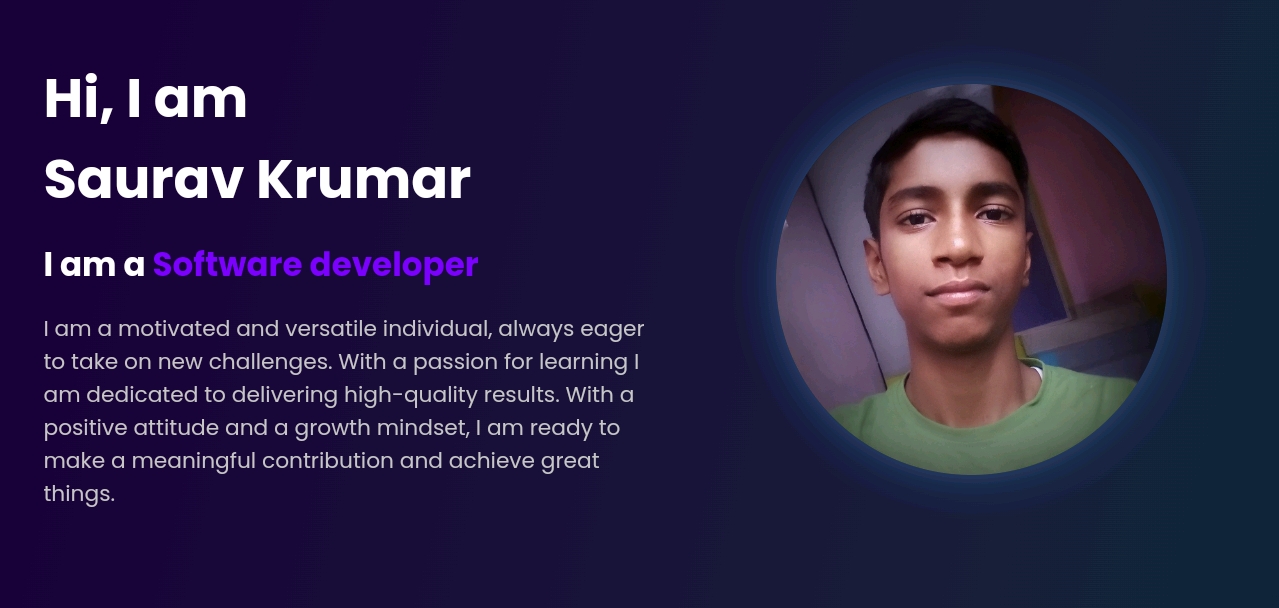 Hi, I am
Saurav Krumar
I am a Software developer
I am a motivated and versatile individual, always eager
to take on new challenges. With a passion for learning I
am dedicated to delivering high-quality results. With a
positive attitude and a growth mindset, I am ready to
make a meaningful contribution and achieve great
things.